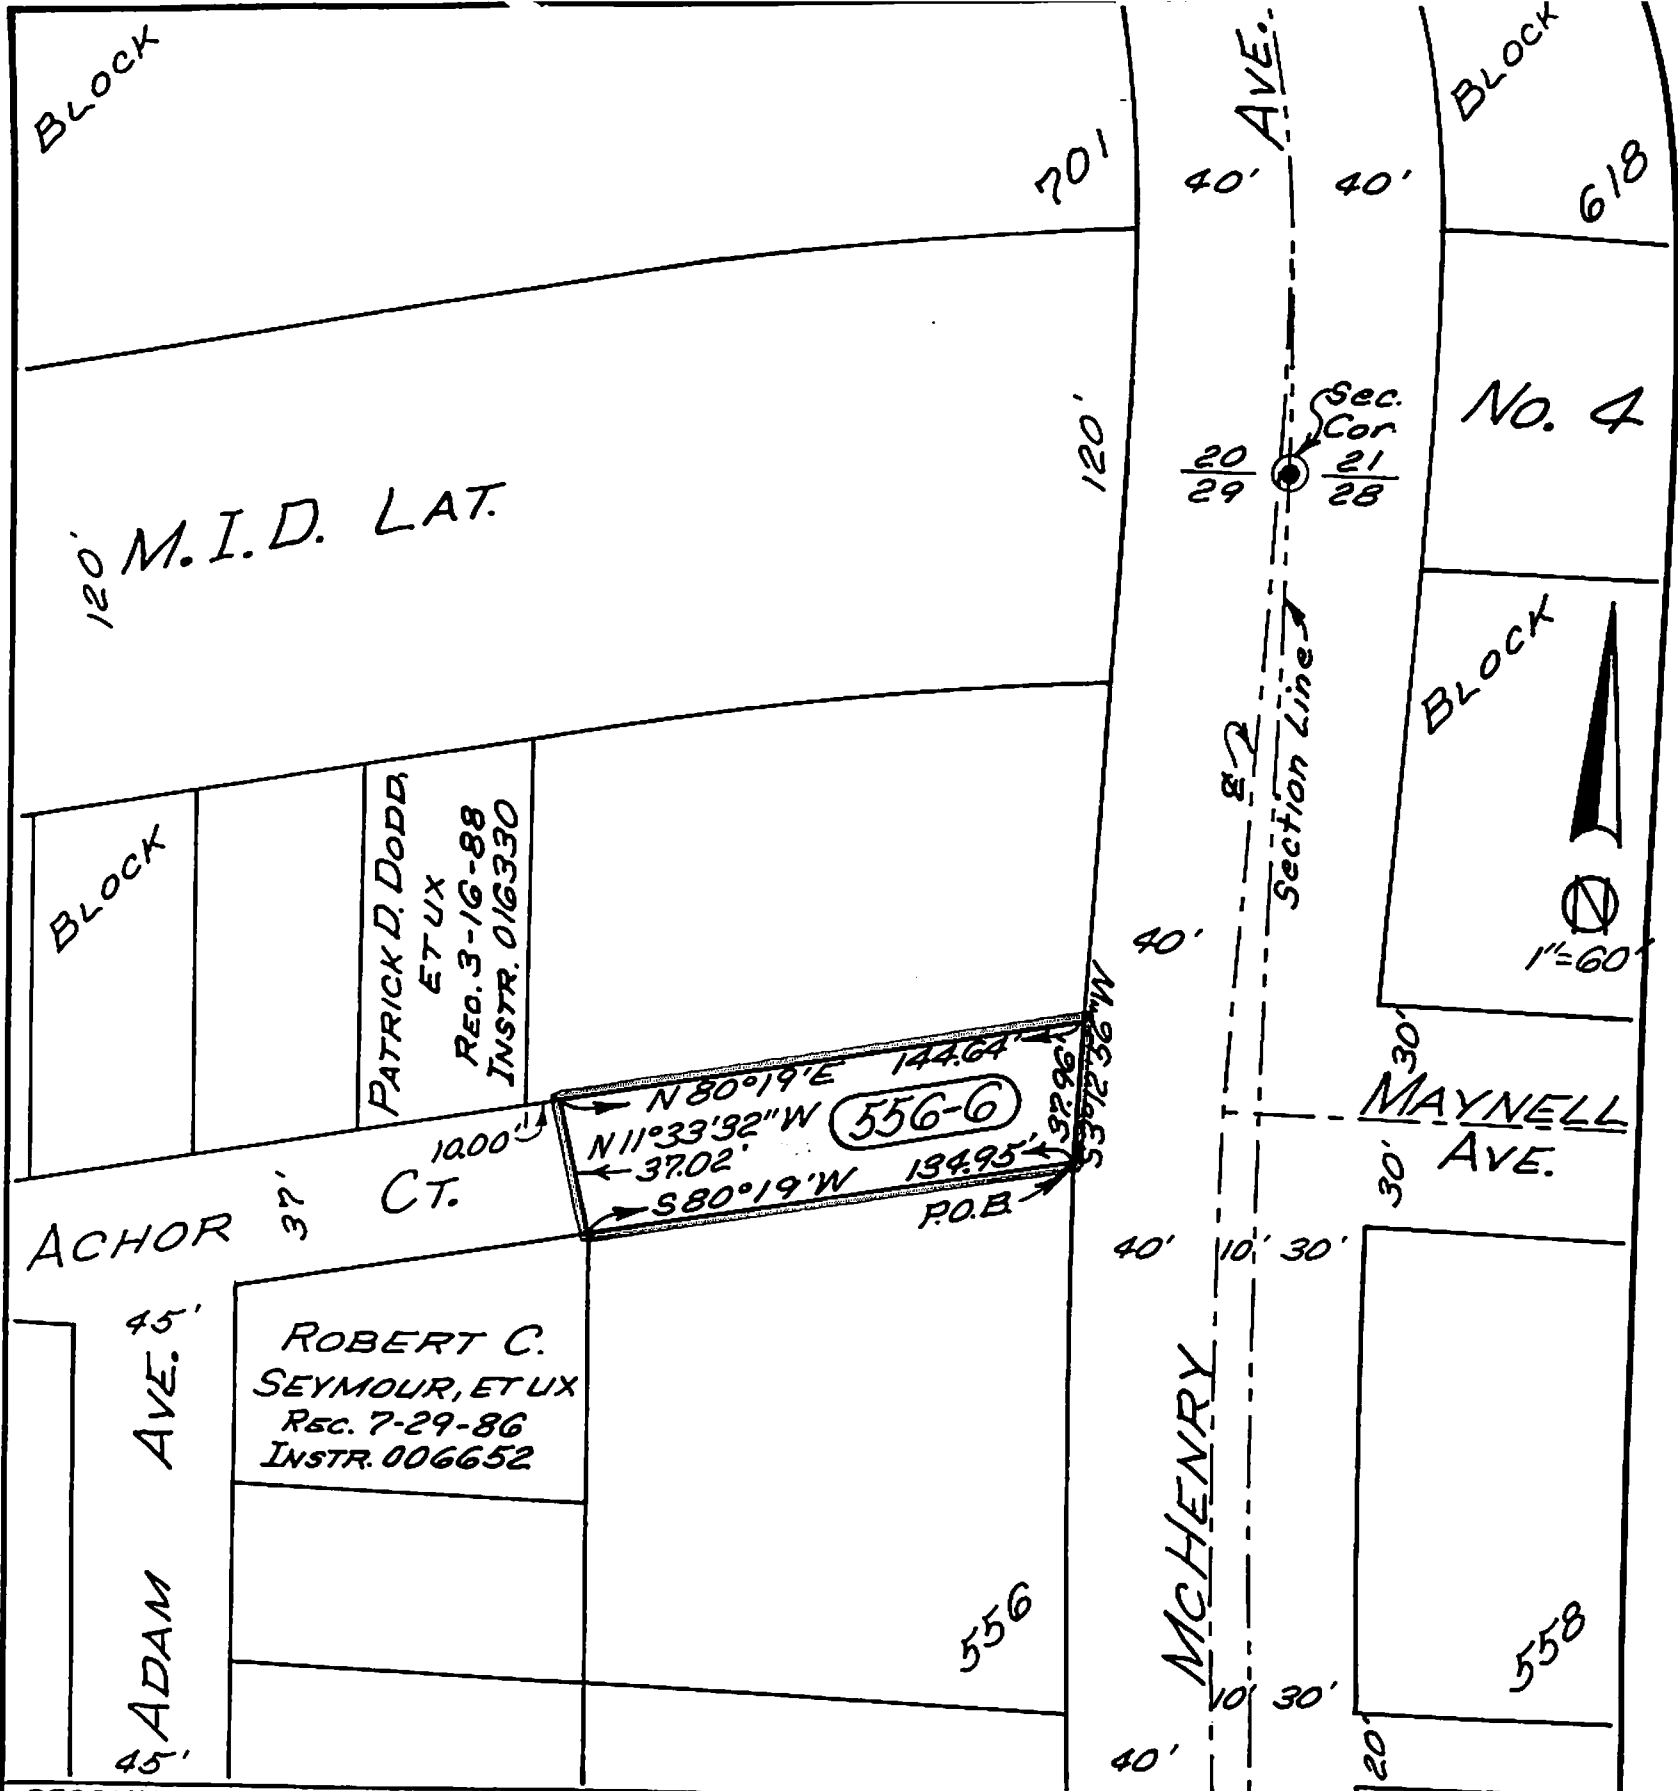 BLOCK
701
AVE.
40' 40'
BLOCK
618
120'
Sec.
Cor.
20 21
29 28
No. 4
120'
M.I.D. LAT.
Section Line
BLOCK
1"=60'
BLOCK
PATRICK D. DODD,
ET UX
REC. 3-16-88
INSTR. 016330
40'
144.64'
N 80°19'E
37.96'
S3°12'56"W
556-6
N11°33'32"W
37.02'
10.00'
134.95'
S80°19'W
P.O.B.
30'
MAYNELL
AVE.
30'
ACHOR
37'
CT.
40' 10' 30'
45'
ROBERT C.
SEYMOUR, ET UX
REC. 7-29-86
INSTR. 006652
ADAM AVE.
45'
556
MCHENRY
558
10' 30'
40'
20'